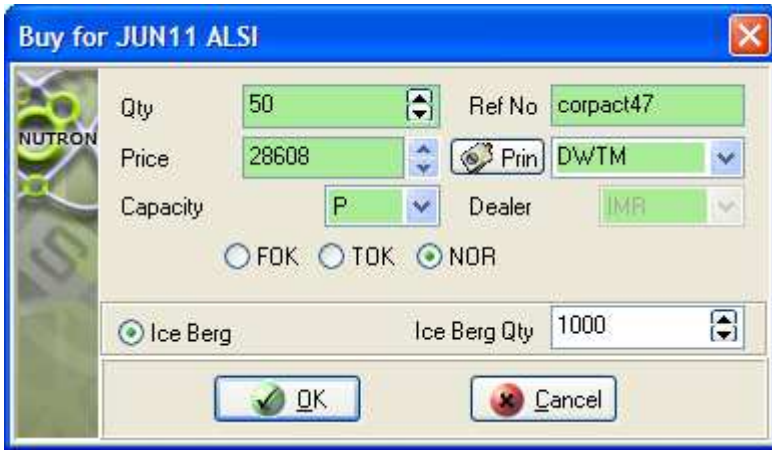 Buy for JUN11 ALSI
NUTRON
Qty 50 Ref No corpact47
Price 28608 Prin DWTM
Capacity P Dealer IMR
FOK TOK NOR
Ice Berg Ice Berg Qty 1000
OK Cancel